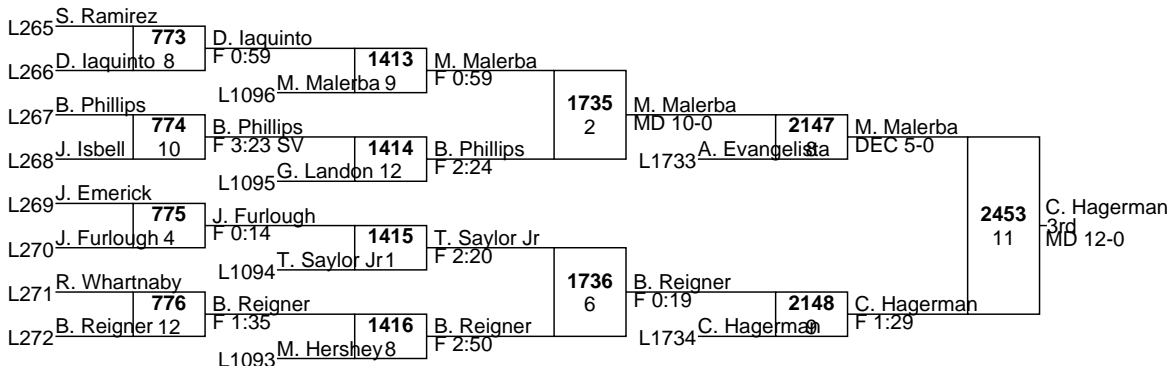 S. Ramirez
L265
773
D. Iaquinto
D. Iaquinto 8
F 0:59
L266
1413
M. Malerba
M. Malerba 9
F 0:59
L1096
B. Phillips
L267
1735
M. Malerba
774
B. Phillips
2
MD 10-0
2147
M. Malerba
J. Isbell
10
F 3:23 SV
1414
B. Phillips
A. Evangelista
8
DEC 5-0
L268
G. Landon 12
F 2:24
L1733
L1095
J. Emerick
L269
775
J. Furlough
2453
C. Hagerman
J. Furlough 4
F 0:14
1415
T. Saylor Jr
11
3rd
L270
T. Saylor Jr 1
F 2:20
MD 12-0
L1094
R. Whartnaby
L271
1736
B. Reigner
776
B. Reigner
6
F 0:19
2148
C. Hagerman
B. Reigner 12
F 1:35
1416
B. Reigner
C. Hagerman
9
F 1:29
L272
M. Hershey 8
F 2:50
L1734
L1093